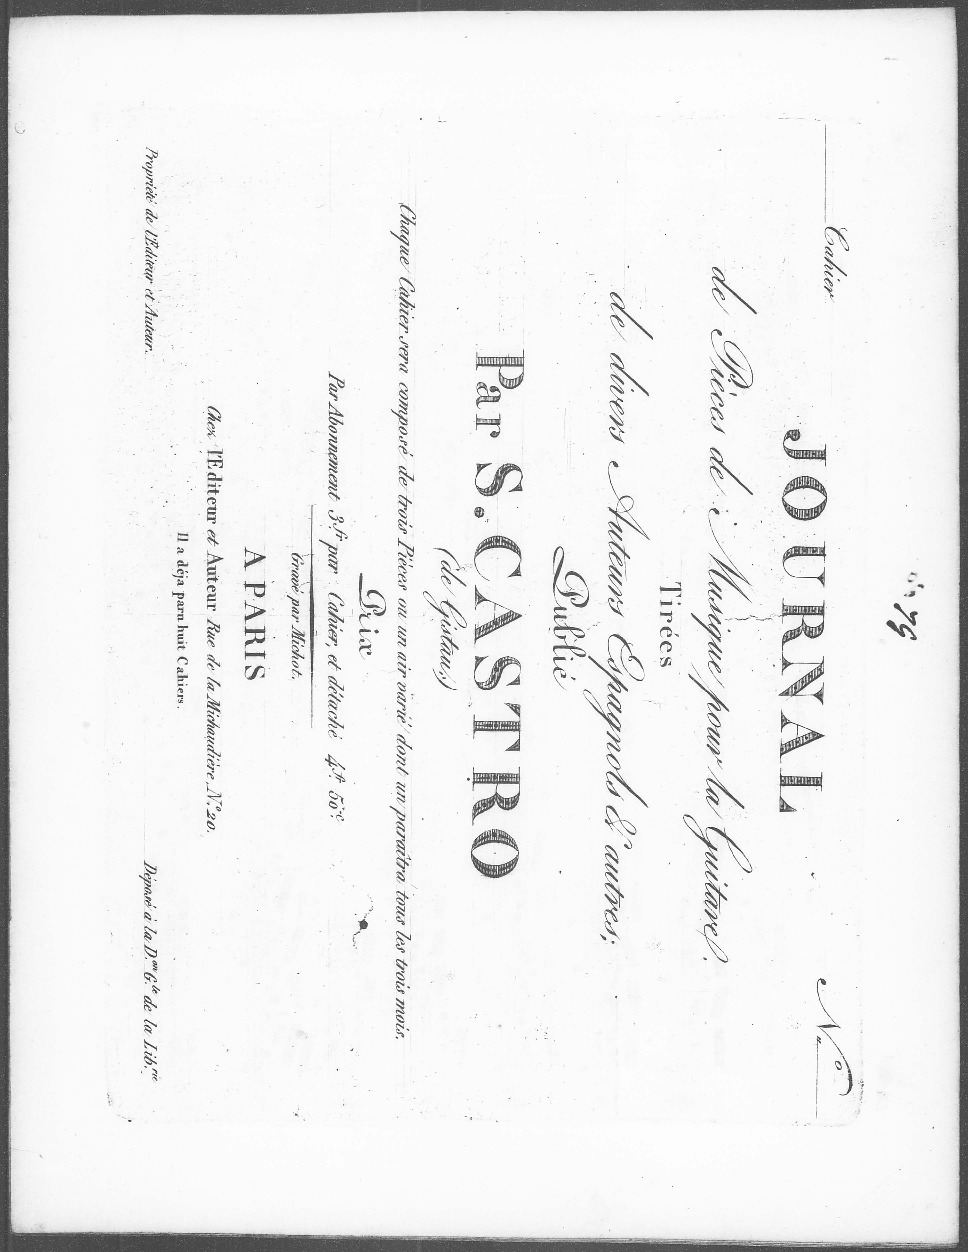 79
Cahier N.o
JOURNAL
de Pièces de Musique pour la Guitare.
Tirées
de divers Auteurs Espagnols & autres;
Publié
Par S. CASTRO
(de Gistau,)
Chaque Cahier sera composé de trois Pièces ou un air varié dont un paraîtra tous les trois mois.
Prix
Par Abonnement 3.fr par Cahier, et détaché 4.fr 50.c
Gravé par Michot.
A PARIS
Chez l'Editeur et Auteur Rue de la Michaudière N.o 20.
Il a déja paru huit Cahiers.
Propriété de l'Editeur et Auteur. Déposé à la D.on G.le de la Lib.rie